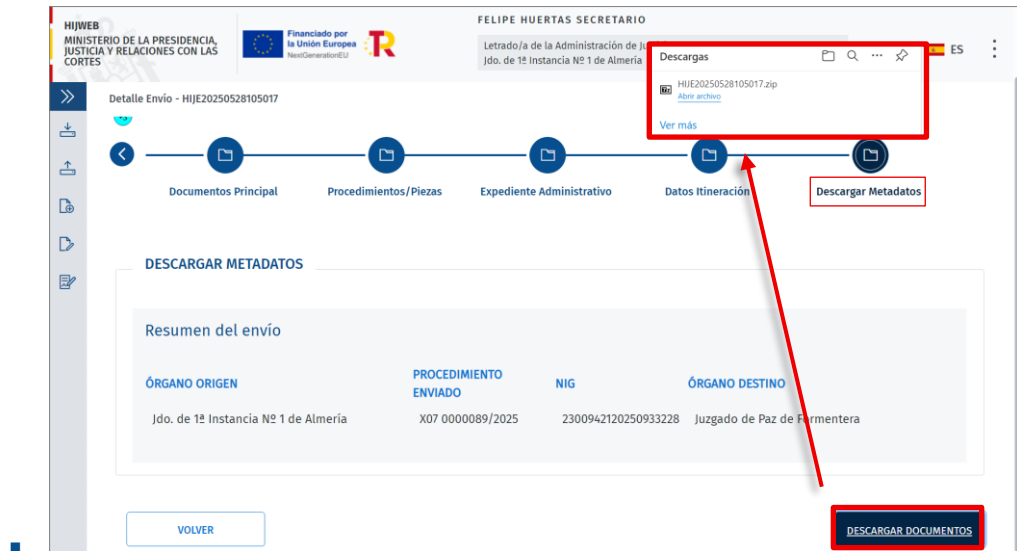 HIJWEB
MINISTERIO DE LA PRESIDENCIA,
JUSTICIA Y RELACIONES CON LAS
CORTES
Financiado por
la Unión Europea
NextGenerationEU
FELIPE HUERTAS SECRETARIO
Letrado/a de la Administración de
Jdo. de 1ª Instancia Nº 1 de Almería
ES
Descargas
HIJE20250528105017.zip
Abrir archivo
Ver más
Detalle Envio - HIJE20250528105017
Documentos Principal
Procedimientos/Piezas
Expediente Administrativo
Datos Itineración
Descargar Metadatos
DESCARGAR METADATOS
Resumen del envío
ÓRGANO ORIGEN
PROCEDIMIENTO
ENVIADO
NIG
ÓRGANO DESTINO
Jdo. de 1ª Instancia Nº 1 de Almería
X07 0000089/2025
2300942120250933228
Juzgado de Paz de Formentera
VOLVER
DESCARGAR DOCUMENTOS